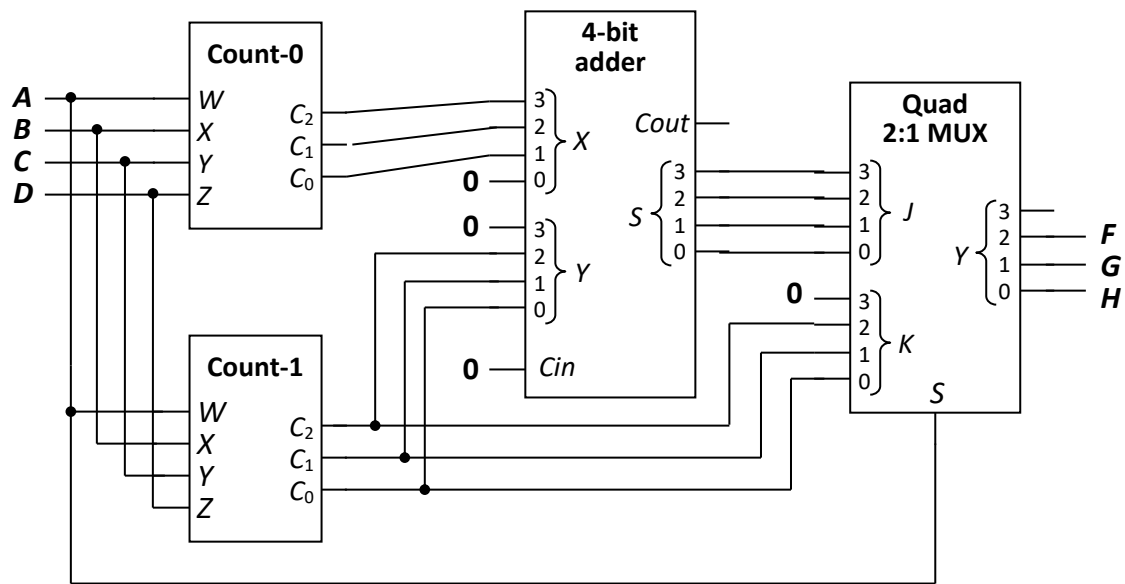 Count-0
A
B
C
D
W
X
Y
Z
C2
C1
C0
4-bit
adder
3
2
1
0
X
0
0
3
2
1
0
Y
0
Cin
Cout
S
3
2
1
0
Count-1
W
X
Y
Z
C2
C1
C0
Quad
2:1 MUX
3
2
1
0
J
0
3
2
1
0
K
S
Y
3
2
1
0
F
G
H